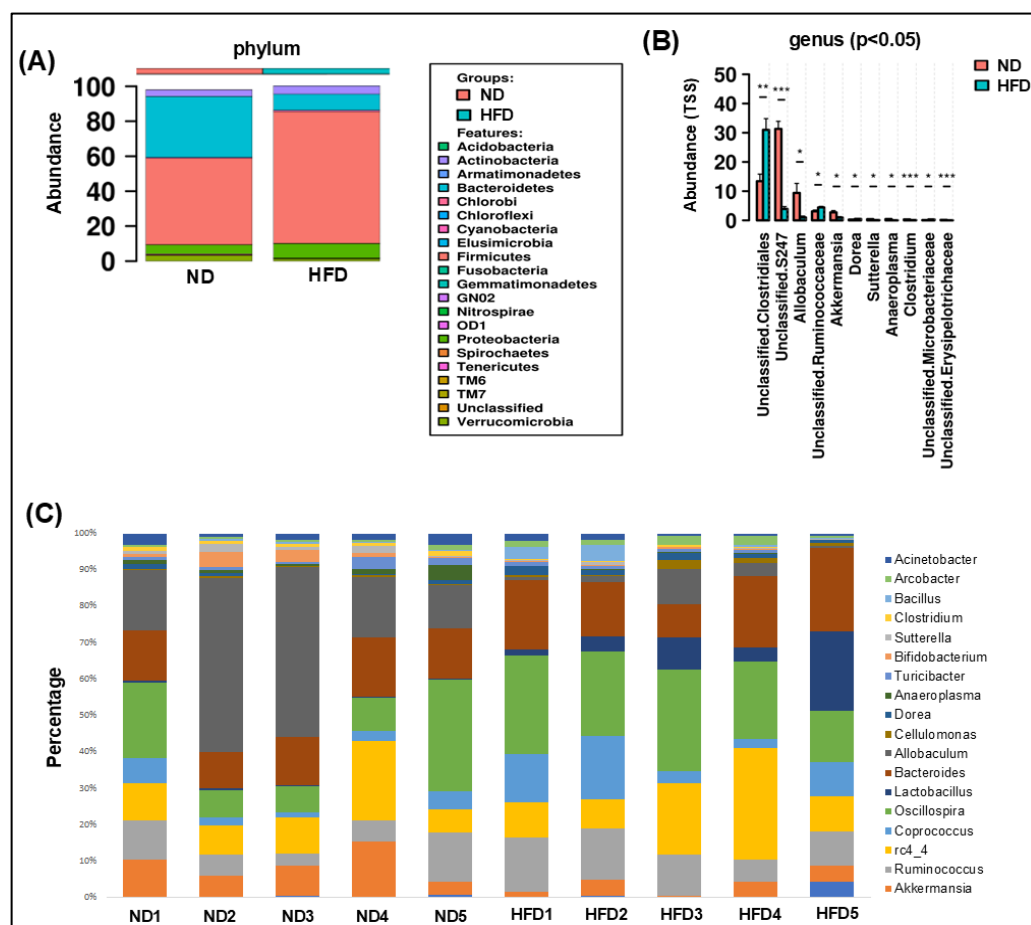 (A)
phylum
Abundance
100
80
60
40
20
0
ND
HFD
Groups:
ND
HFD
Features:
Acidobacteria
Actinobacteria
Armatimonadetes
Bacteroidetes
Chlorobi
Chloroflexi
Cyanobacteria
Elusimicrobia
Firmicutes
Fusobacteria
Gemmatimonadetes
GN02
Nitrospirae
OD1
Proteobacteria
Spirochaetes
Tenericutes
TM6
TM7
Unclassified
Verrucomicrobia
(B)
genus (p<0.05)
ND
HFD
Abundance (TSS)
50
40
30
20
10
0
** *** * * * * * * *** * ***
Unclassified.Clostridiales
Unclassified.S247
Allobaculum
Unclassified.Ruminococcaceae
Akkermansia
Dorea
Sutterella
Anaeroplasma
Clostridium
Unclassified.Microbacteriaceae
Unclassified.Erysipelotrichaceae
(C)
Percentage
100%
90%
80%
70%
60%
50%
40%
30%
20%
10%
0%
ND1 ND2 ND3 ND4 ND5 HFD1 HFD2 HFD3 HFD4 HFD5
Acinetobacter
Arcobacter
Bacillus
Clostridium
Sutterella
Bifidobacterium
Turicibacter
Anaeroplasma
Dorea
Cellulomonas
Allobaculum
Bacteroides
Lactobacillus
Oscillospira
Coprococcus
rc4_4
Ruminococcus
Akkermansia